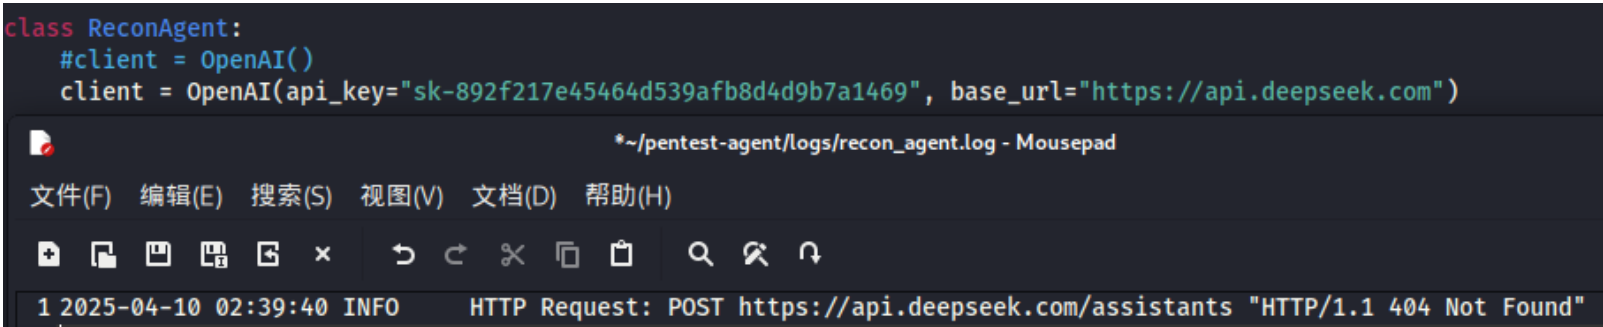 class ReconAgent:
#client = OpenAI()
client = OpenAI(api_key="sk-892f217e45464d539afb8d4d9b7a1469", base_url="https://api.deepseek.com")
*~/pentest-agent/logs/recon_agent.log - Mousepad
文件(F) 编辑(E) 搜索(S) 视图(V) 文档(D) 帮助(H)
1 2025-04-10 02:39:40 INFO HTTP Request: POST https://api.deepseek.com/assistants "HTTP/1.1 404 Not Found"